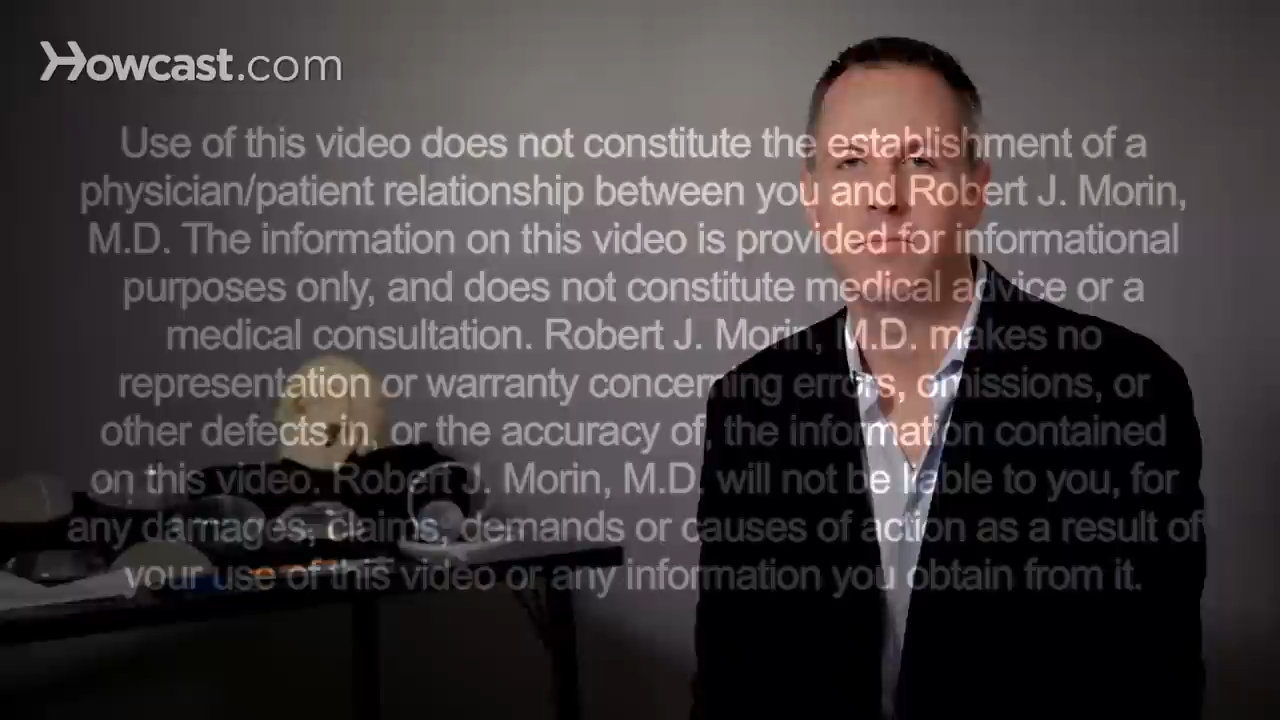 Howcast.com
Use of this video does not constitute the establishment of a
physician/patient relationship between you and Robert J. Morin,
M.D. The information on this video is provided for informational
purposes only, and does not constitute medical advice or a
medical consultation. Robert J. Morin, M.D. makes no
representation or warranty concerning errors, omissions, or
other defects in, or the accuracy of, the information contained
on this video. Robert J. Morin, M.D. will not be liable to you, for
any damages, claims, demands or causes of action as a result of
your use of this video or any information you obtain from it.